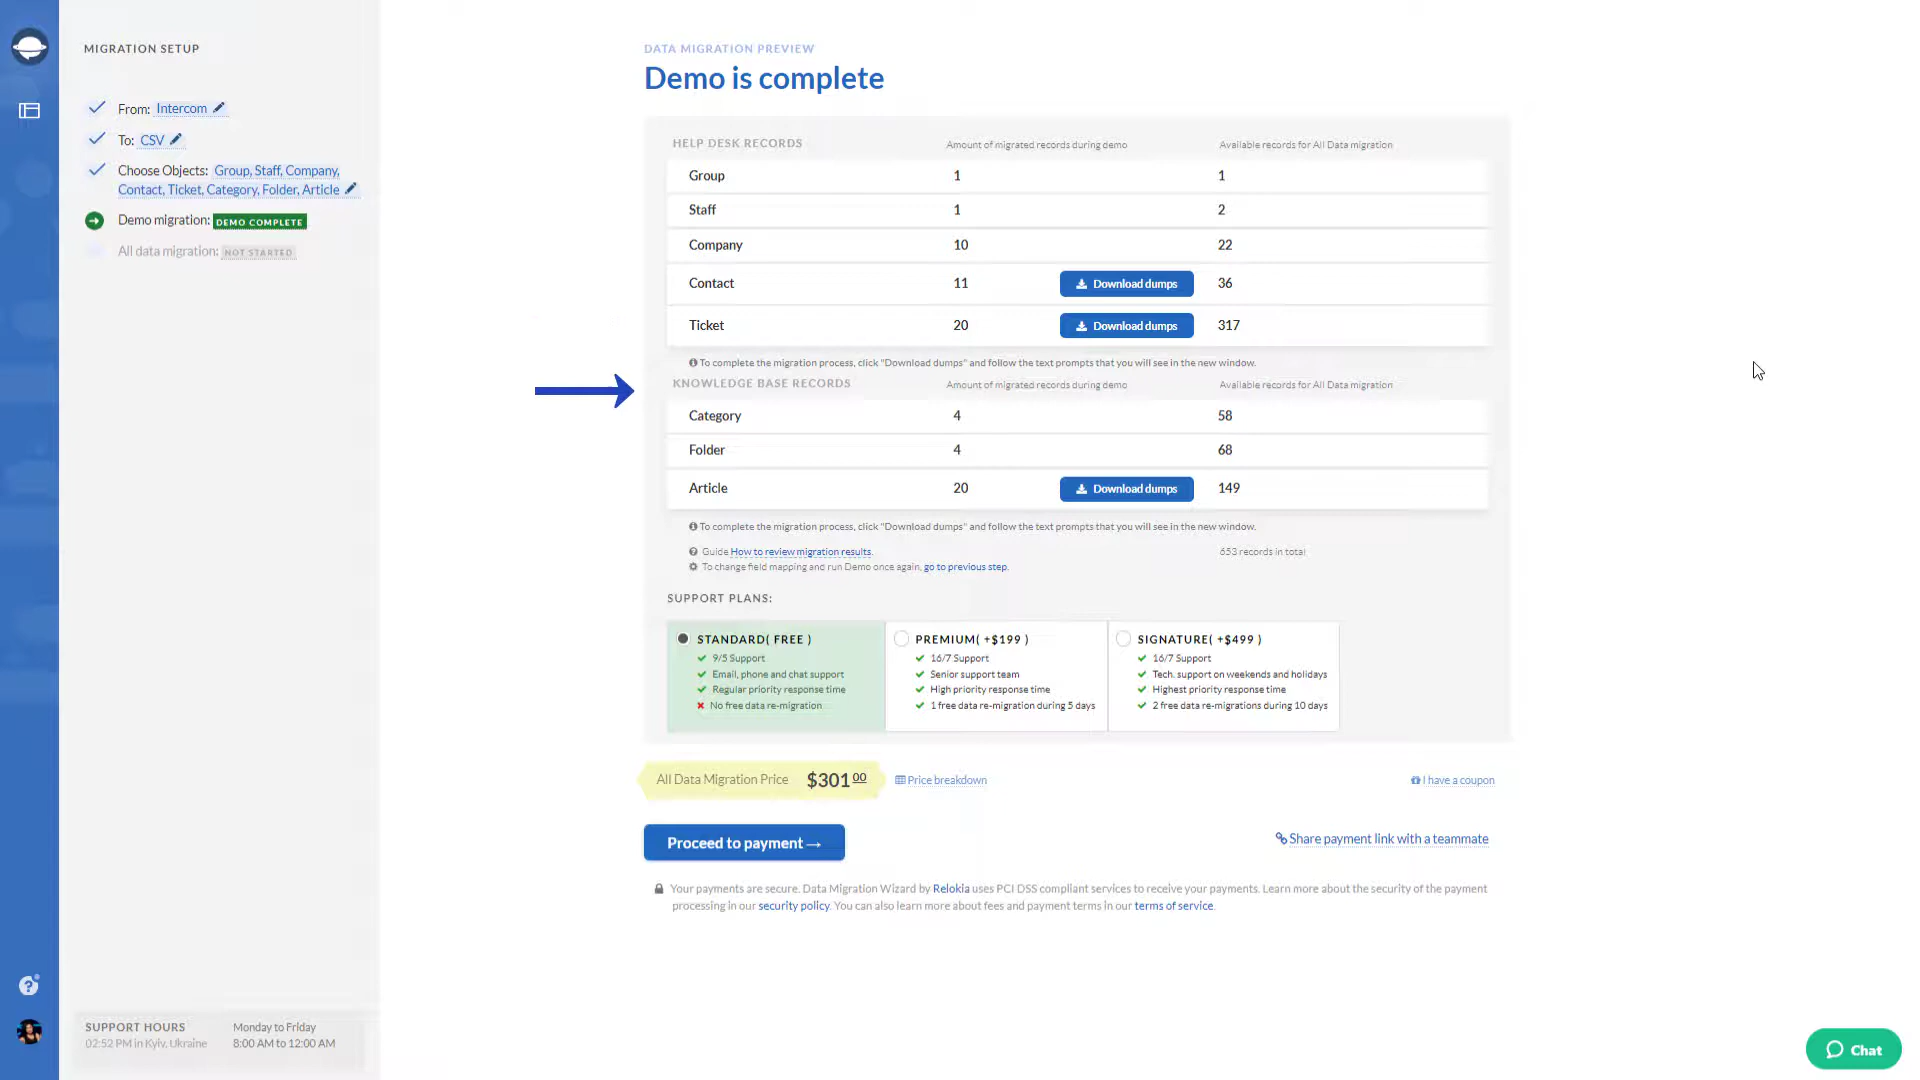 MIGRATION SETUP
From: Intercom
To: CSV
Choose Objects: Group, Staff, Company,
Contact, Ticket, Category, Folder, Article
Demo migration: DEMO COMPLETE
All data migration: NOT STARTED
DATA MIGRATION PREVIEW
Demo is complete
HELP DESK RECORDS Amount of migrated records during demo Available records for All Data migration
Group 1 1
Staff 1 2
Company 10 22
Contact 11 Download dumps 36
Ticket 20 Download dumps 317
To complete the migration process, click "Download dumps" and follow the text prompts that you will see in the new window.
KNOWLEDGE BASE RECORDS Amount of migrated records during demo Available records for All Data migration
Category 4 58
Folder 4 68
Article 20 Download dumps 149
To complete the migration process, click "Download dumps" and follow the text prompts that you will see in the new window.
Guide How to review migration results. 653 records in total
To change field mapping and run Demo once again, go to previous step.
SUPPORT PLANS:
STANDARD( FREE )
9/5 Support
Email, phone and chat support
Regular priority response time
No free data re-migration
PREMIUM( +$199 )
16/7 Support
Senior support team
High priority response time
1 free data re-migration during 5 days
SIGNATURE( +$499 )
16/7 Support
Tech. support on weekends and holidays
Highest priority response time
2 free data re-migrations during 10 days
All Data Migration Price $301 00 Price breakdown I have a coupon
Proceed to payment → Share payment link with a teammate
Your payments are secure. Data Migration Wizard by Relokia uses PCI DSS compliant services to receive your payments. Learn more about the security of the payment
processing in our security policy. You can also learn more about fees and payment terms in our terms of service.
SUPPORT HOURS Monday to Friday
02:52 PM in Kyiv, Ukraine 8:00 AM to 12:00 AM
Chat